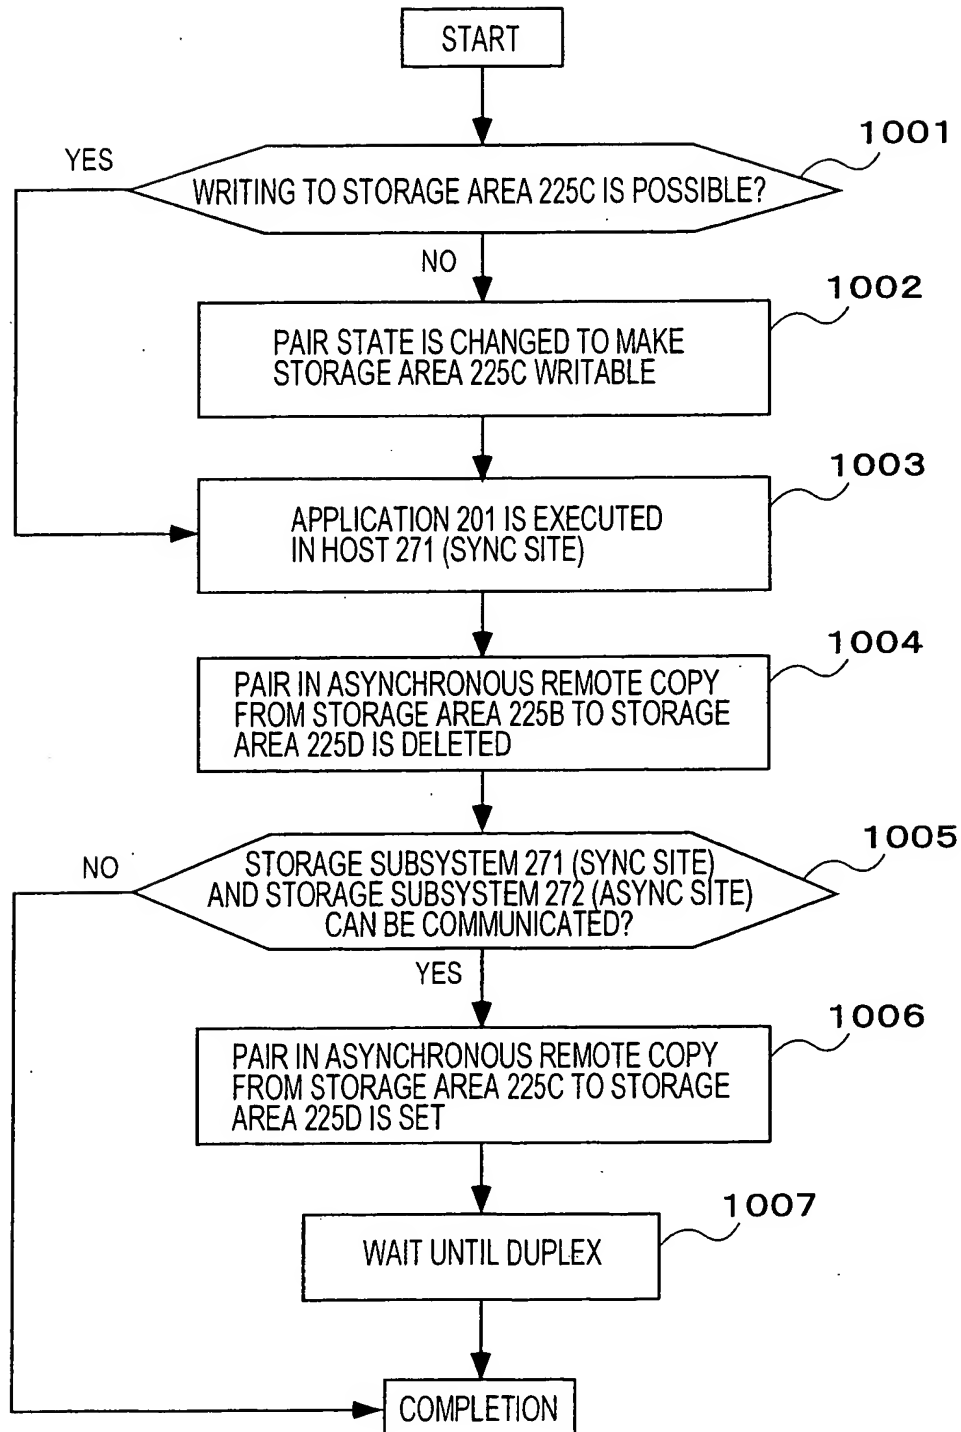 START
1001
YES
WRITING TO STORAGE AREA 225C IS POSSIBLE?
NO
1002
PAIR STATE IS CHANGED TO MAKE
STORAGE AREA 225C WRITABLE
1003
APPLICATION 201 IS EXECUTED
IN HOST 271 (SYNC SITE)
1004
PAIR IN ASYNCHRONOUS REMOTE COPY
FROM STORAGE AREA 225B TO STORAGE
AREA 225D IS DELETED
1005
NO
STORAGE SUBSYSTEM 271 (SYNC SITE)
AND STORAGE SUBSYSTEM 272 (ASYNC SITE)
CAN BE COMMUNICATED?
YES
1006
PAIR IN ASYNCHRONOUS REMOTE COPY
FROM STORAGE AREA 225C TO STORAGE
AREA 225D IS SET
1007
WAIT UNTIL DUPLEX
COMPLETION